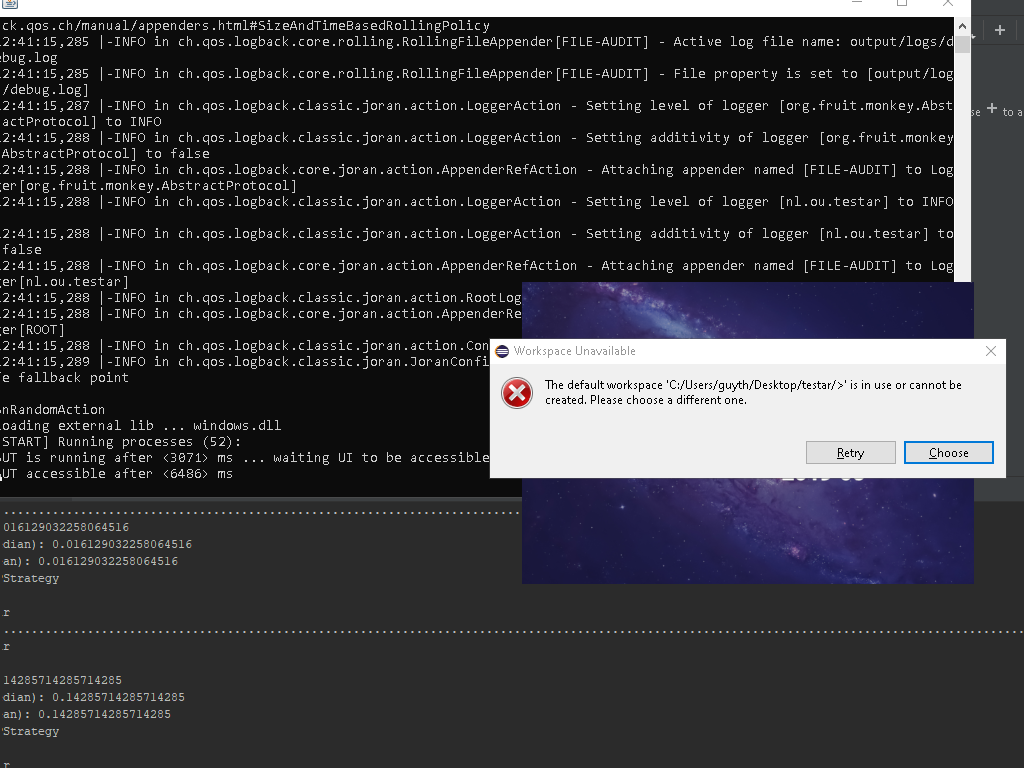 ck.qos.ch/manual/appenders.html#SizeAndTimeBasedRollingPolicy
2:41:15,285 |-INFO in ch.qos.logback.core.rolling.RollingFileAppender[FILE-AUDIT] - Active log file name: output/logs/d
ebug.log
2:41:15,285 |-INFO in ch.qos.logback.core.rolling.RollingFileAppender[FILE-AUDIT] - File property is set to [output/log
/debug.log]
2:41:15,287 |-INFO in ch.qos.logback.classic.joran.action.LoggerAction - Setting level of logger [org.fruit.monkey.Abst
actProtocol] to INFO
2:41:15,288 |-INFO in ch.qos.logback.classic.joran.action.LoggerAction - Setting additivity of logger [org.fruit.monkey
AbstractProtocol] to false
2:41:15,288 |-INFO in ch.qos.logback.core.joran.action.AppenderRefAction - Attaching appender named [FILE-AUDIT] to Log
ger[org.fruit.monkey.AbstractProtocol]
2:41:15,288 |-INFO in ch.qos.logback.classic.joran.action.LoggerAction - Setting level of logger [nl.ou.testar] to INFO
2:41:15,288 |-INFO in ch.qos.logback.classic.joran.action.LoggerAction - Setting additivity of logger [nl.ou.testar] to
false
2:41:15,288 |-INFO in ch.qos.logback.core.joran.action.AppenderRefAction - Attaching appender named [FILE-AUDIT] to Log
ger[nl.ou.testar]
2:41:15,288 |-INFO in ch.qos.logback.classic.joran.action.RootLog
2:41:15,288 |-INFO in ch.qos.logback.core.joran.action.AppenderRe
ger[ROOT]
2:41:15,288 |-INFO in ch.qos.logback.classic.joran.action.Con
2:41:15,289 |-INFO in ch.qos.logback.classic.joran.JoranConfi
e fallback point
nRandomAction
oading external lib ... windows.dll
START] Running processes (52):
UT is running after <3071> ms ... waiting UI to be accessible
UT accessible after <6486> ms
se + to a
Workspace Unavailable
The default workspace 'C:/Users/guyth/Desktop/testar/>' is in use or cannot be
created. Please choose a different one.
Retry
Choose
016129032258064516
dian): 0.016129032258064516
an): 0.016129032258064516
Strategy
r
r
14285714285714285
dian): 0.14285714285714285
an): 0.14285714285714285
Strategy
r